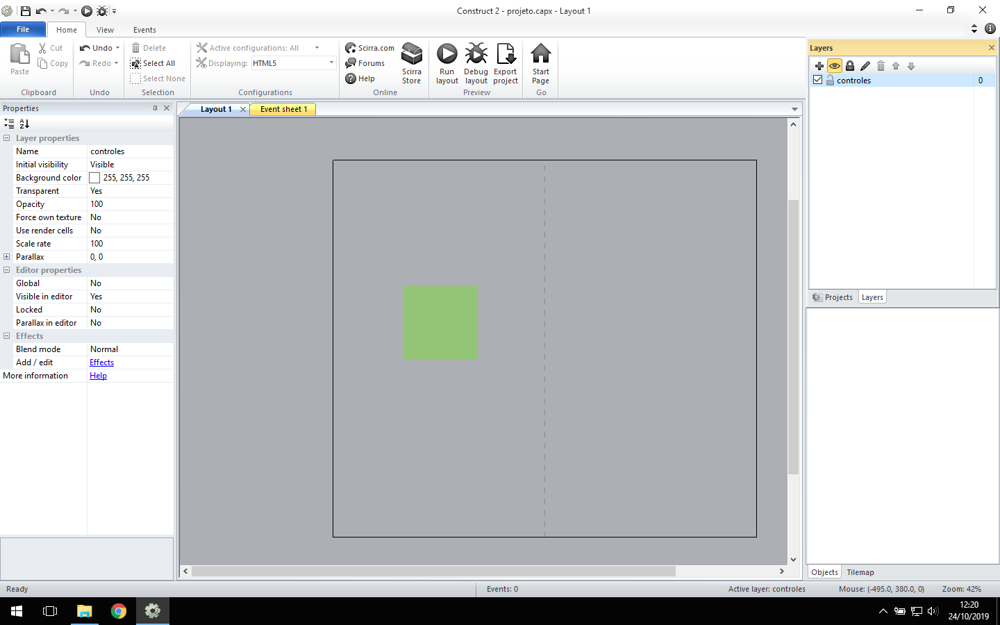 Construct 2 - projeto.capx - Layout 1
File Home View Events
Paste Cut Copy
Clipboard
Undo
Redo
Undo
Delete
Select All
Select None
Selection
Active configurations: All
Displaying: HTML5
Configurations
Scirra.com
Forums
Help
Scirra
Store
Online
Run
layout
Debug
layout
Export
project
Preview
Start
Page
Go
Properties
Layer properties
Name controles
Initial visibility Visible
Background color 255, 255, 255
Transparent Yes
Opacity 100
Force own texture No
Use render cells No
Scale rate 100
Parallax 0, 0
Editor properties
Global No
Visible in editor Yes
Locked No
Parallax in editor No
Effects
Blend mode Normal
Add / edit Effects
More information Help
Layout 1 Event sheet 1
Layers
controles 0
Projects Layers
Objects Tilemap
Ready Events: 0 Active layer: controles Mouse: (-495.0, 380.0, 0) Zoom: 42%
12:20
24/10/2019